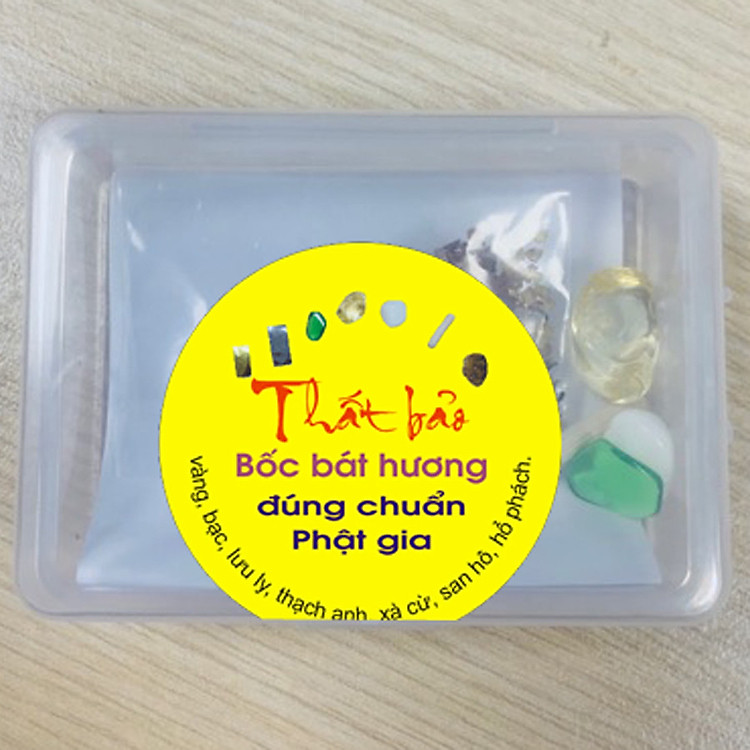 Thất bảo
Bốc bát hương
đúng chuẩn
Phật gia
vàng, bạc, lưu ly, thạch anh, xà cừ, san hô, hổ phách.